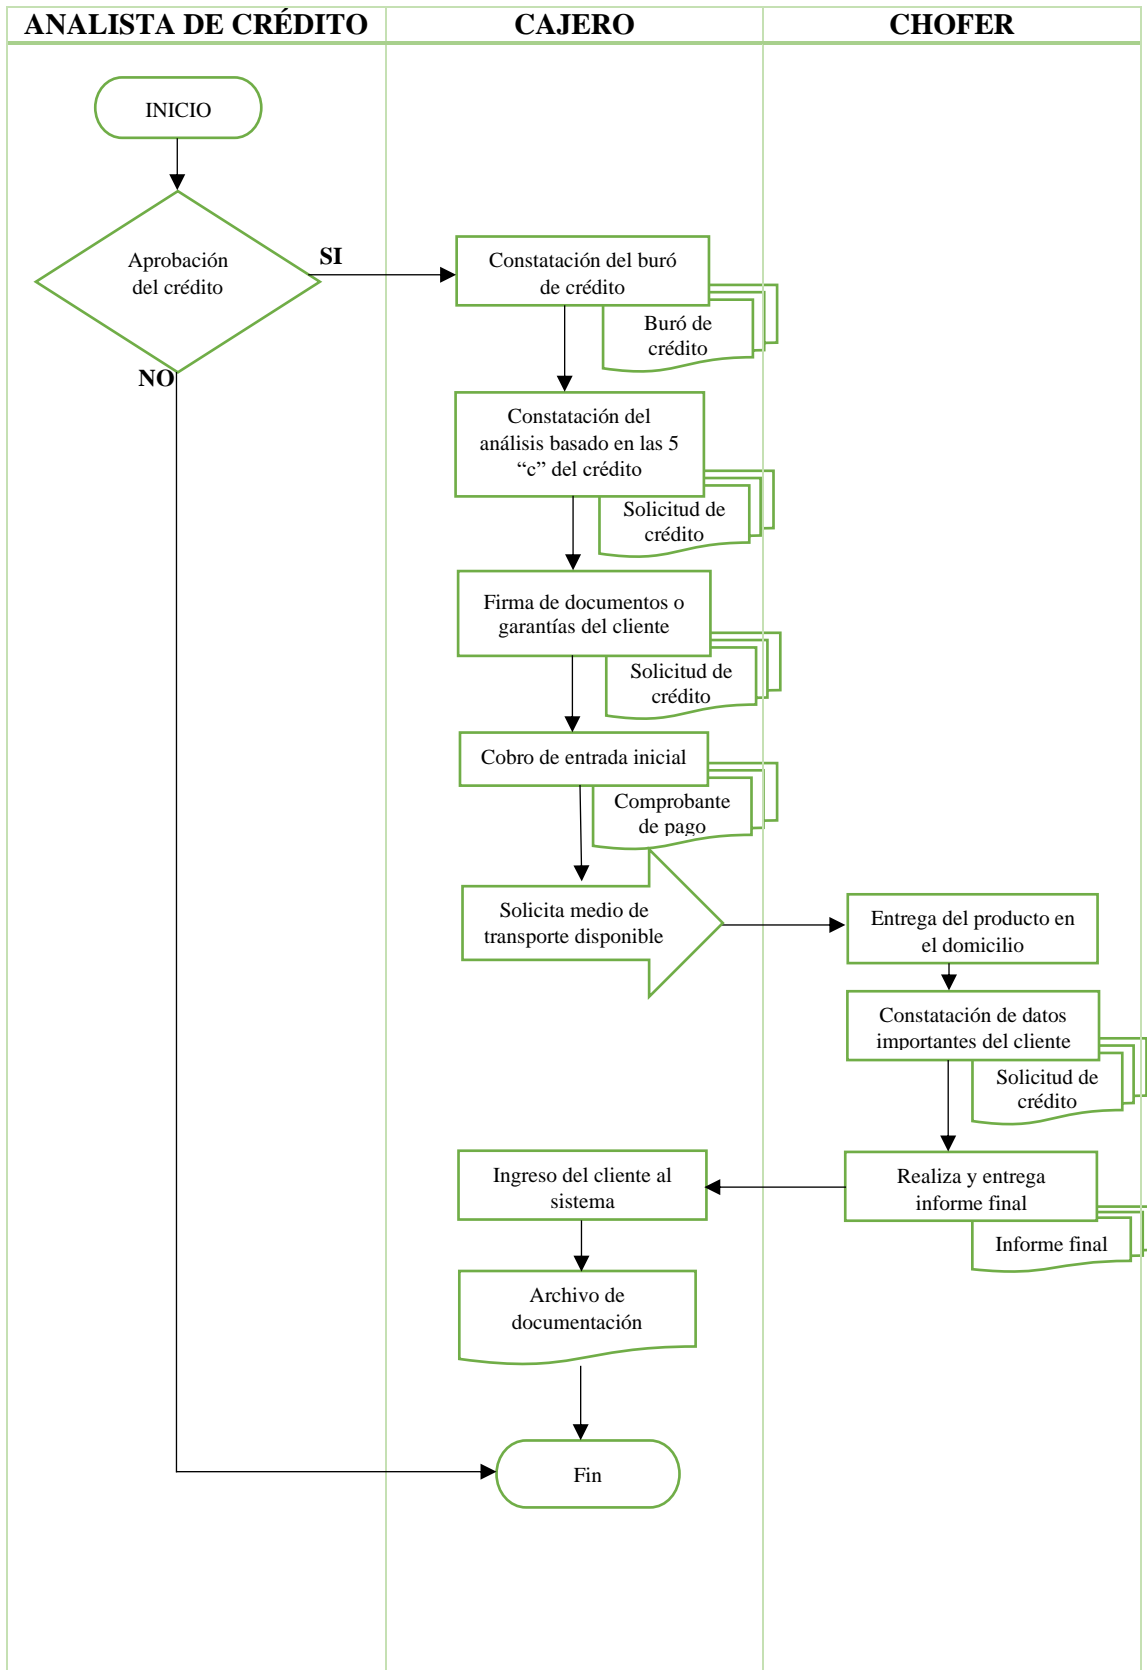 ANALISTA DE CRÉDITO
CAJERO
CHOFER
INICIO
Aprobación
del crédito
SI
NO
Constatación del buró
de crédito
Buró de
crédito
Constatación del
análisis basado en las 5
“c” del crédito
Solicitud de
crédito
Firma de documentos o
garantías del cliente
Solicitud de
crédito
Cobro de entrada inicial
Comprobante
de pago
Solicita medio de
transporte disponible
Entrega del producto en
el domicilio
Constatación de datos
importantes del cliente
Solicitud de
crédito
Realiza y entrega
informe final
Informe final
Ingreso del cliente al
sistema
Archivo de
documentación
Fin